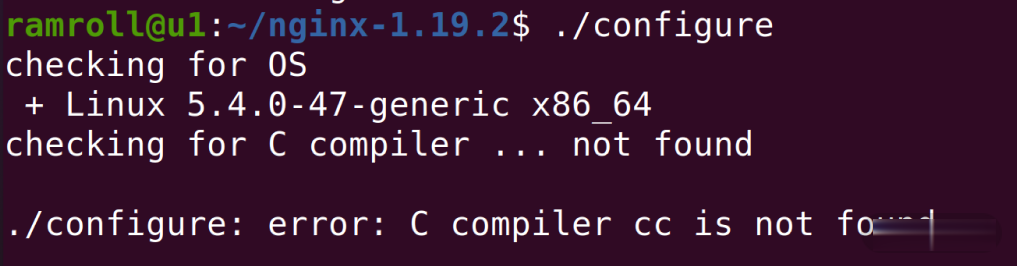 ramroll@u1:~/nginx-1.19.2$ ./configure
checking for OS
 + Linux 5.4.0-47-generic x86_64
checking for C compiler ... not found
./configure: error: C compiler cc is not found